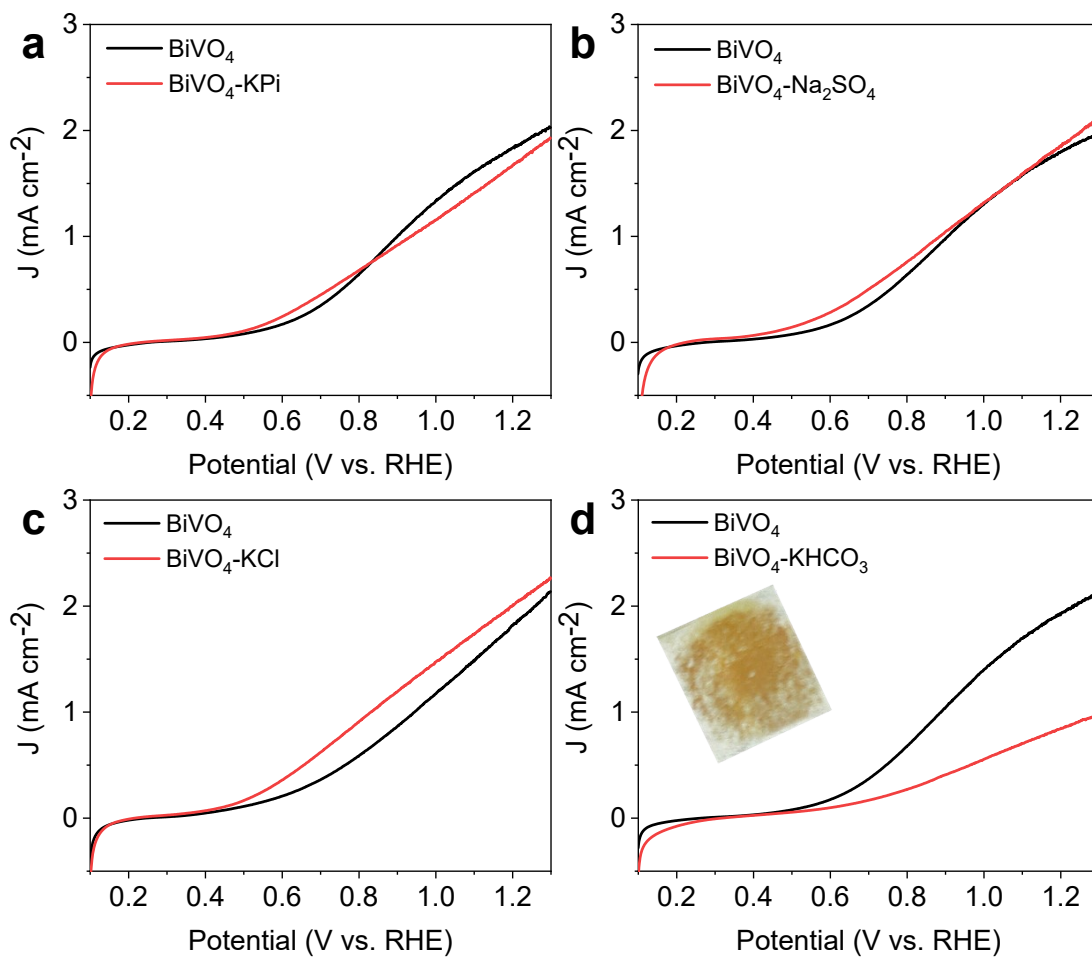 a
BiVO₄
BiVO₄-KPi
3
2
1
0
J (mA cm-2)
0.2 0.4 0.6 0.8 1.0 1.2
Potential (V vs. RHE)
b
BiVO₄
BiVO₄-Na₂SO₄
3
2
1
0
J (mA cm-2)
0.2 0.4 0.6 0.8 1.0 1.2
Potential (V vs. RHE)
c
BiVO₄
BiVO₄-KCl
3
2
1
0
J (mA cm-2)
0.2 0.4 0.6 0.8 1.0 1.2
Potential (V vs. RHE)
d
BiVO₄
BiVO₄-KHCO₃
3
2
1
0
J (mA cm-2)
0.2 0.4 0.6 0.8 1.0 1.2
Potential (V vs. RHE)